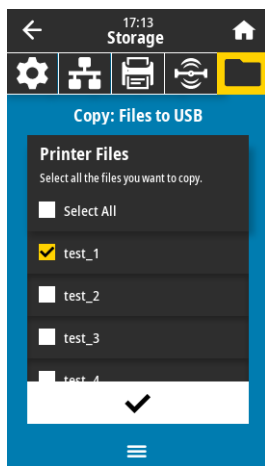 17:13
Storage
Copy: Files to USB
Printer Files
Select all the files you want to copy.
Select All
test_1
test_2
test_3
test_4